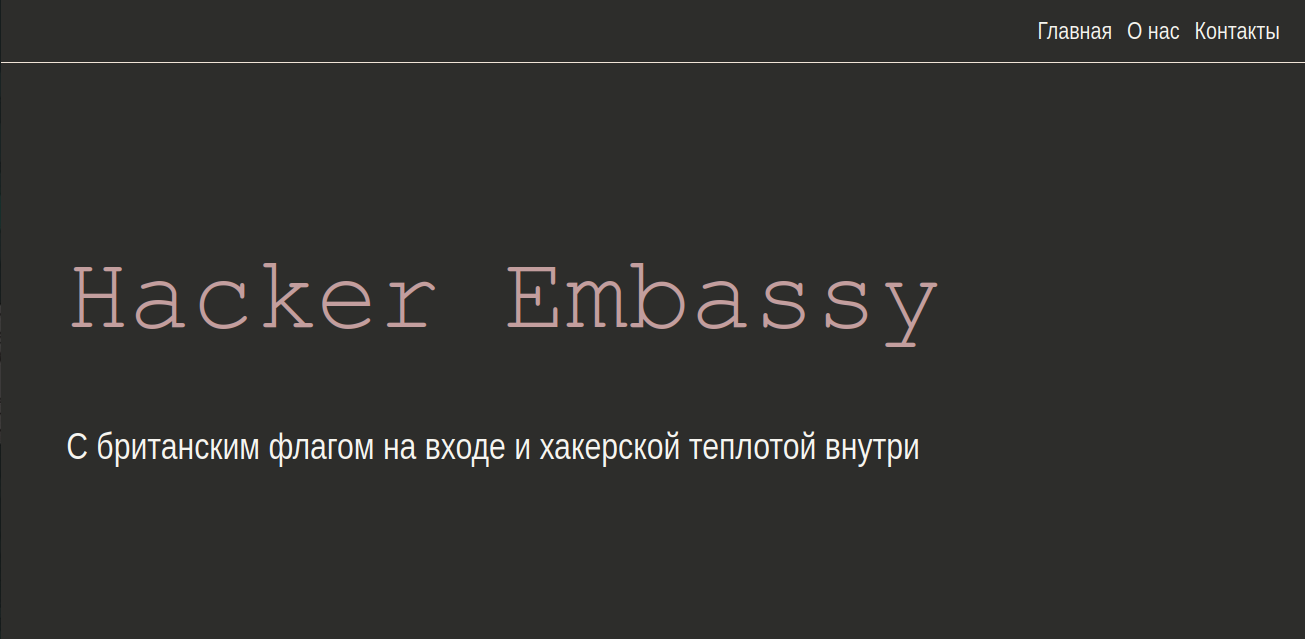 Главная О нас Контакты
Hacker Embassy
С британским флагом на входе и хакерской теплотой внутри